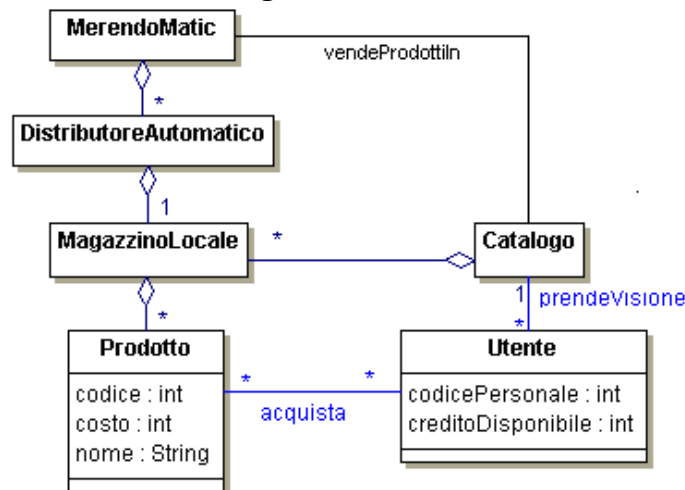 MerendoMatic
vendeProdottiIn
*
DistributoreAutomatico
1
MagazzinoLocale
*
Catalogo
*
1
prendeVisione
*
Prodotto
codice : int
costo : int
nome : String
*
*
acquista
Utente
codicePersonale : int
creditoDisponibile : int